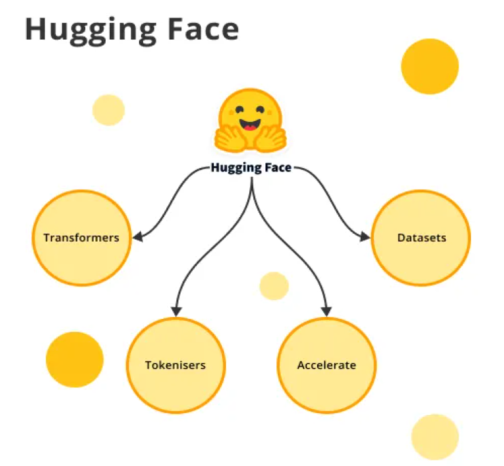 Hugging Face
Hugging Face
Transformers
Datasets
Tokenisers
Accelerate